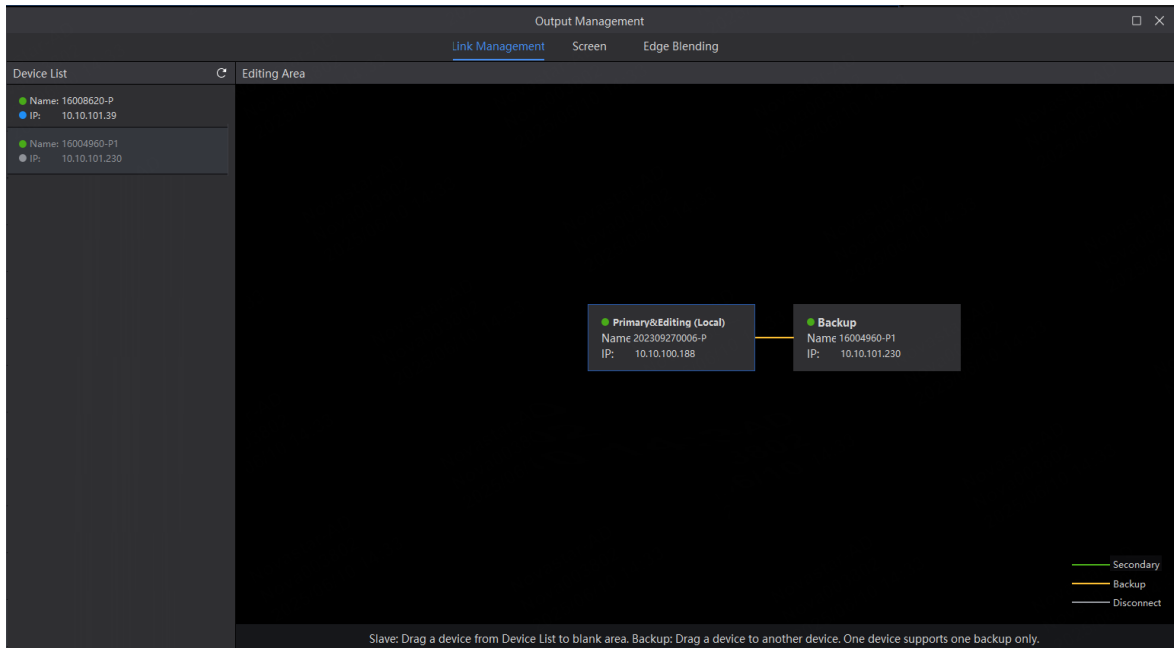 Output Management
Link Management Screen Edge Blending
Device List
Editing Area
Name: 16008620-P
IP: 10.10.101.39
Name: 16004960-P1
IP: 10.10.101.230
Primary&Editing (Local)
Name 202309270006-P
IP: 10.10.100.188
Backup
Name 16004960-P1
IP: 10.10.101.230
Secondary
Backup
Disconnect
Slave: Drag a device from Device List to blank area. Backup: Drag a device to another device. One device supports one backup only.